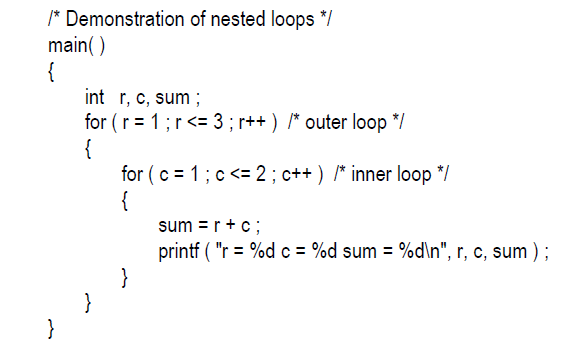 /* Demonstration of nested loops */
main( )
{
int r, c, sum ;
for ( r = 1 ; r <= 3 ; r++ ) /* outer loop */
{
for ( c = 1 ; c <= 2 ; c++ ) /* inner loop */
{
sum = r + c ;
printf ( "r = %d c = %d sum = %d\n", r, c, sum ) ;
}
}
}